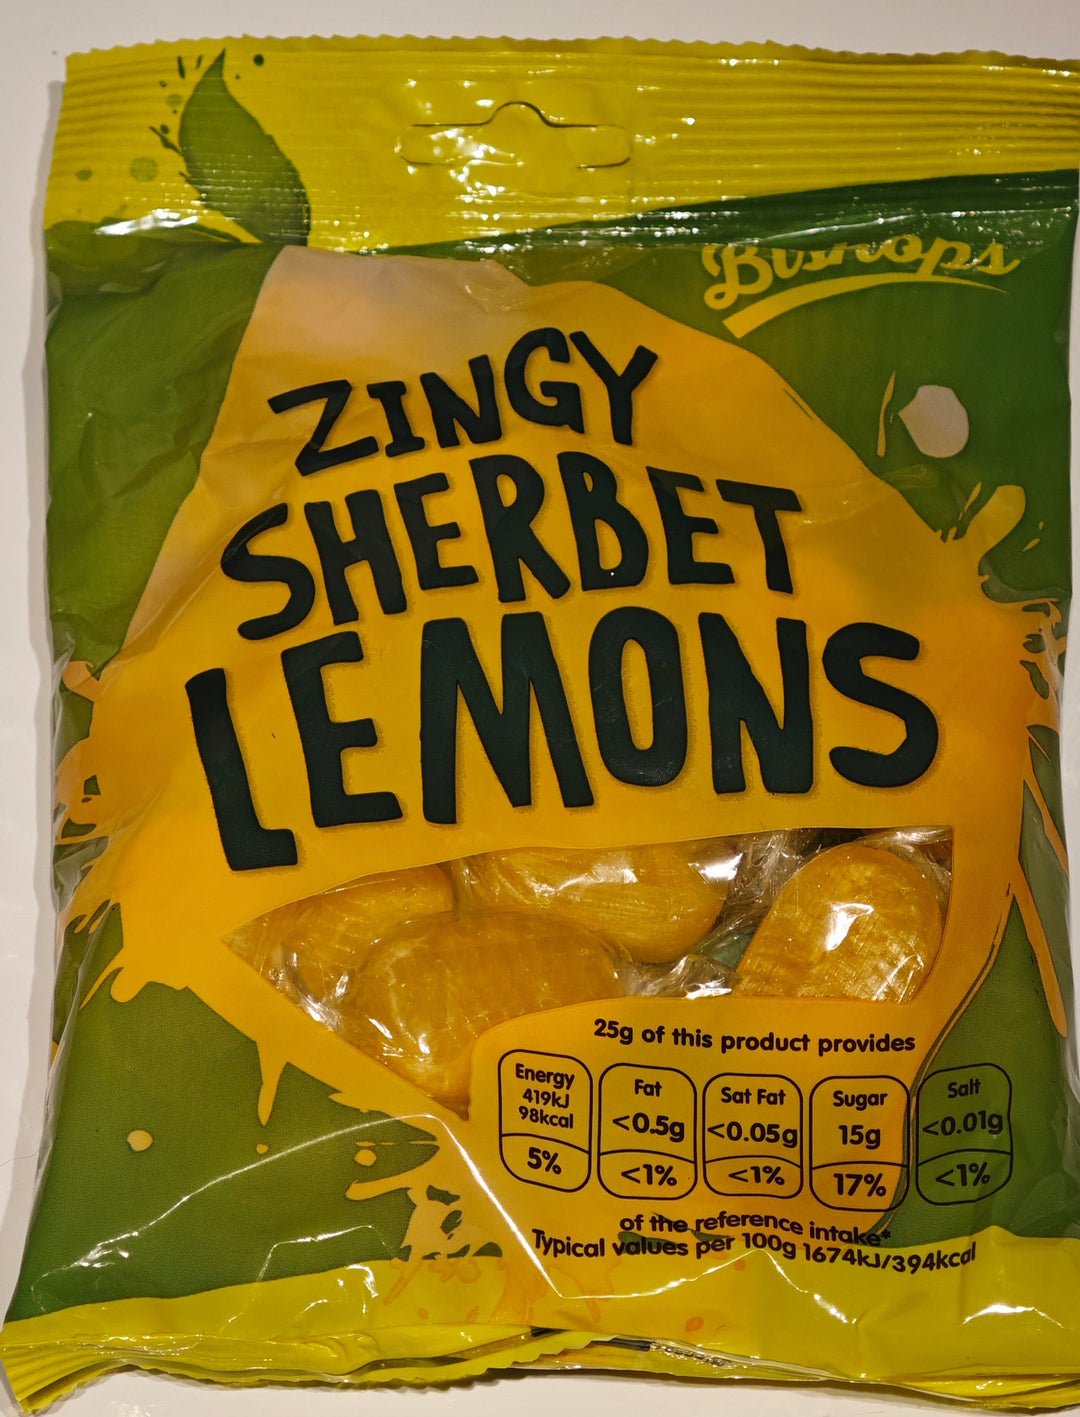 Bishops
ZINGY
SHERBET
LEMONS
25g of this product provides
Energy
419kJ
98kcal
5%
Fat
<0.5g
<1%
Sat Fat
<0.05g
<1%
Sugar
15g
17%
Salt
<0.01g
<1%
of the reference intake*
Typical values per 100g 1674kJ/394kcal